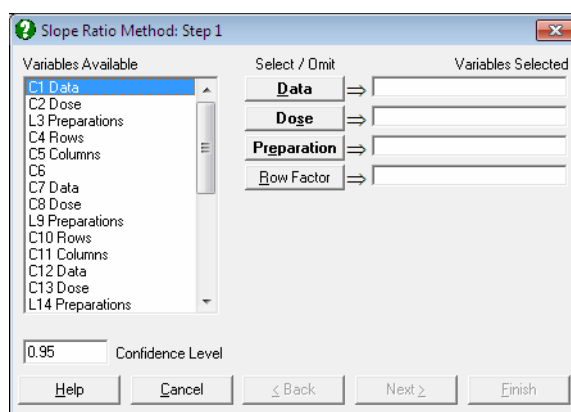 Slope Ratio Method: Step 1
Variables Available
Select / Omit
Variables Selected
C1 Data
C2 Dose
L3 Preparations
C4 Rows
C5 Columns
C6
C7 Data
C8 Dose
L9 Preparations
C10 Rows
C11 Columns
C12 Data
C13 Dose
L14 Preparations
Data
Dose
Preparation
Row Factor
0.95 Confidence Level
Help
Cancel
< Back
Next >
Finish